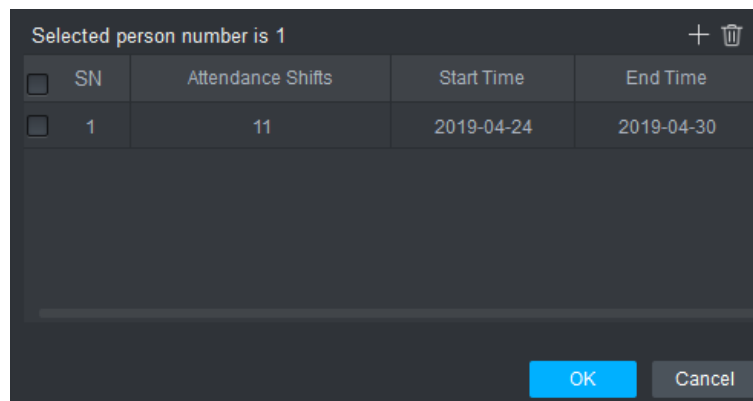 Selected person number is 1
SN Attendance Shifts Start Time End Time
1 11 2019-04-24 2019-04-30
OK Cancel